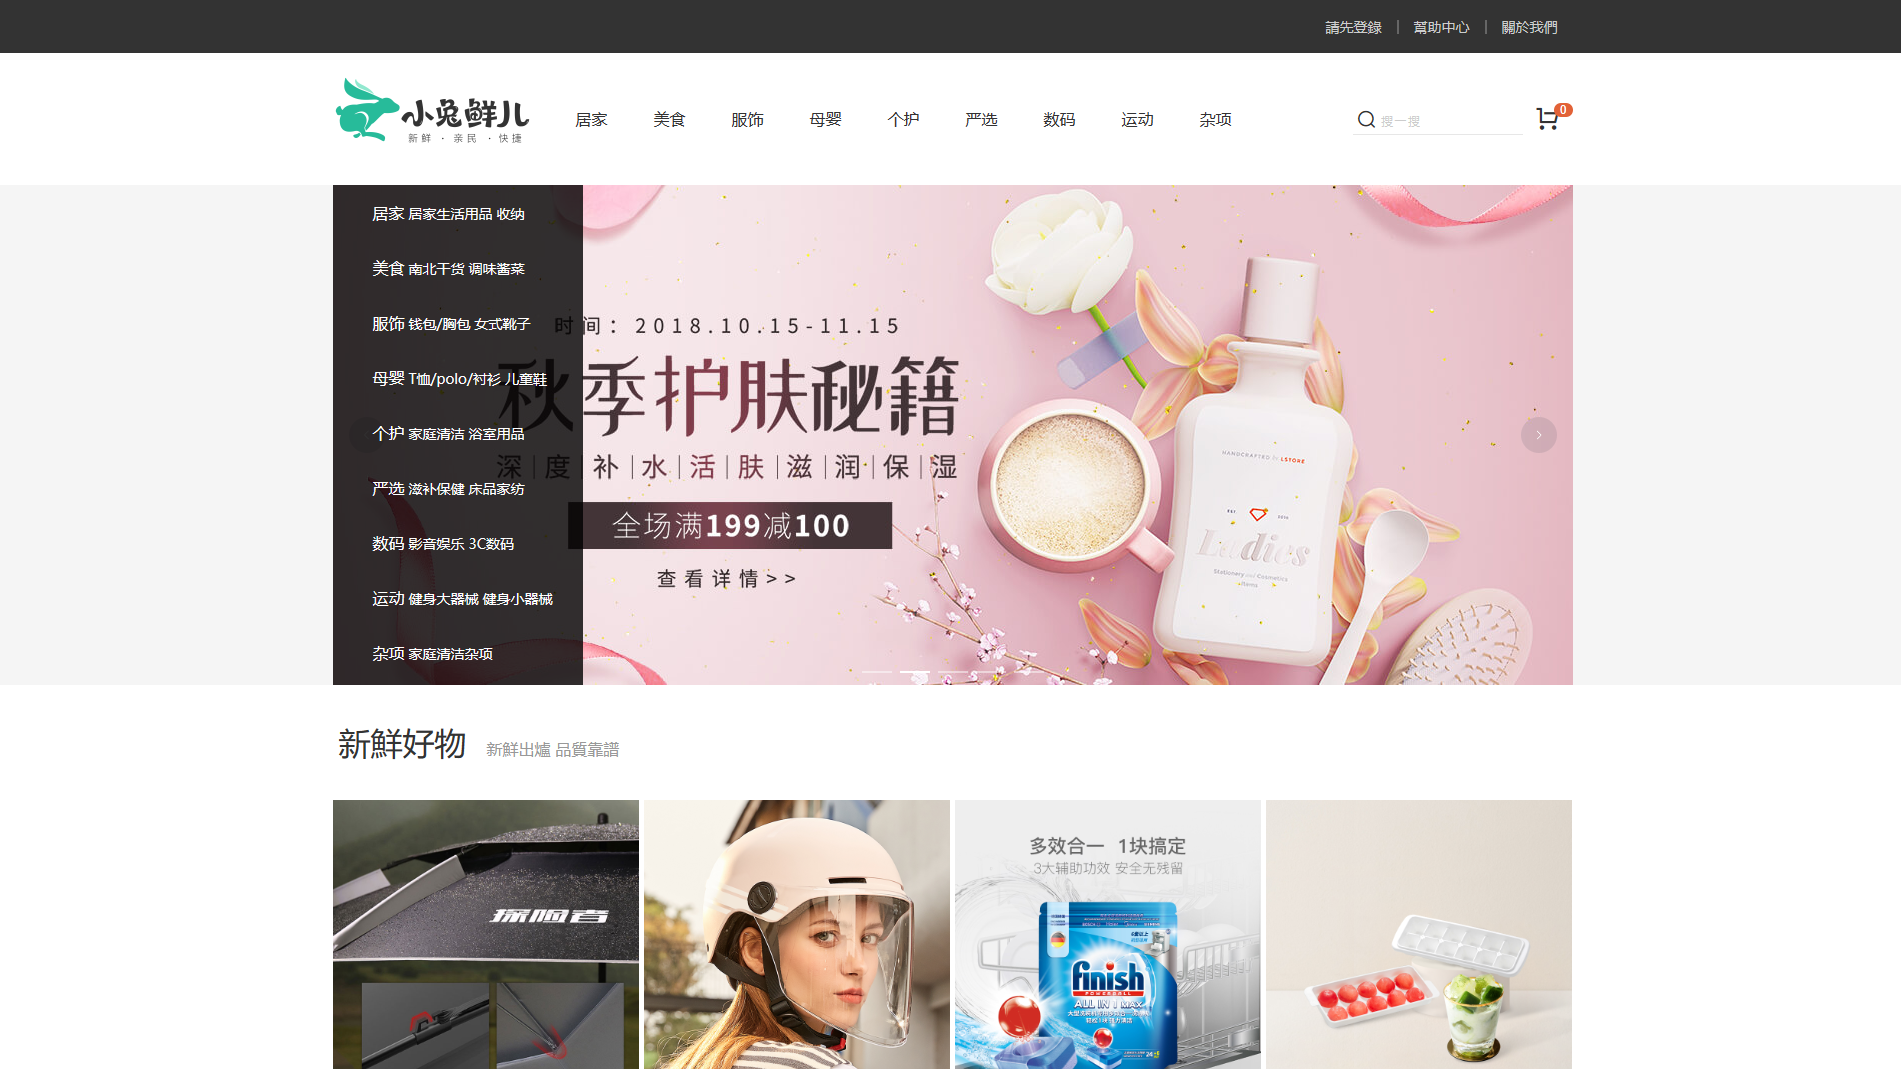 請先登錄 幫助中心 關於我們
小兔鲜儿
新鲜 · 亲民 · 快捷
居家 美食 服饰 母婴 个护 严选 数码 运动 杂项
搜一搜
0
居家 居家生活用品 收纳
美食 南北干货 调味酱菜
服饰 钱包/胸包 女式靴子
母婴 T恤/polo/衬衫 儿童鞋
个护 家庭清洁 浴室用品
严选 滋补保健 床品家纺
数码 影音娱乐 3C数码
运动 健身大器械 健身小器械
杂项 家庭清洁杂项
时间：2018.10.15-11.15
秋季护肤秘籍
深|度|补|水|活|肤|滋|润|保|湿
全场满199减100
查看详情>>
HANDCRAFTED by LSTORE
Ladies
Stationery and Cosmetics
Items
新鮮好物 新鮮出爐 品質靠譜
探险者
多效合一 1块搞定
3大辅助功效 安全无残留
finish
POWERBALL
ALL IN 1 MAX